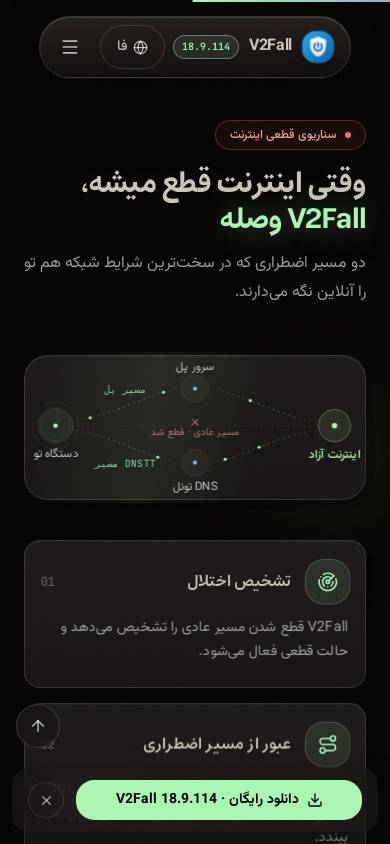 V2Fall 18.9.114 فا
سناریوی قطعی اینترنت
وقتی اینترنت قطع میشه،
V2Fall وصله
دو مسیر اضطراری که در سخت‌ترین شرایط شبکه هم تو
را آنلاین نگه می‌دارند.
سرور پل
مسیر پل
مسیر عادی · قطع شد
دستگاه تو
اینترنت آزاد
مسیر DNSTT
تونل DNS
تشخیص اختلال 01
V2Fall قطع شدن مسیر عادی را تشخیص می‌دهد و
حالت قطعی فعال می‌شود.
عبور از مسیر اضطراری
دانلود رایگان · V2Fall 18.9.114
ببندد.